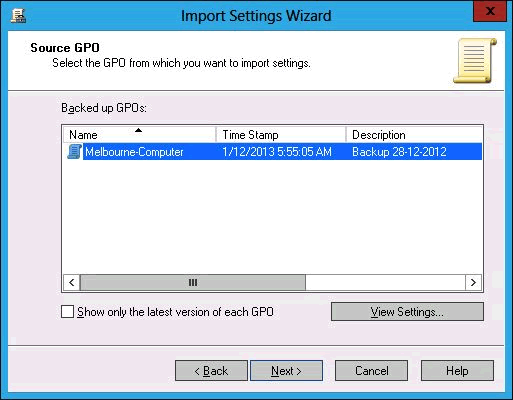 Import Settings Wizard
X
Source GPO
Select the GPO from which you want to import settings.
Backed up GPOs:
Name Time Stamp Description
Melbourne-Computer 1/12/2013 5:55:05 AM Backup 28-12-2012
Show only the latest version of each GPO View Settings...
< Back Next > Cancel Help